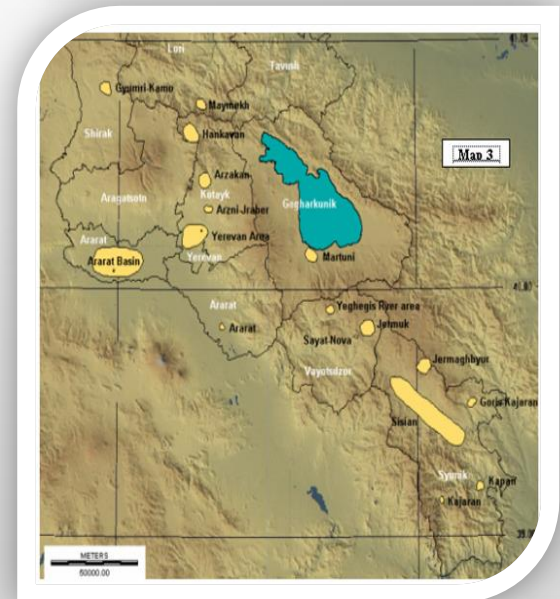 Lori
Tavush
Gyumri-Kamo
Maymekh
Shirak
Hankavan
Map 3
Arzakan
Kotayk
Aragatsotn
Gegharkunik
Arzni-Jraber
Ararat
Yerevan Area
Ararat Basin
Yerevan
Martuni
Ararat
Yeghegis River area
Ararat
Sayat-Nova
Jermuk
Vayotsdzor
Jermaghbyur
Goris Kajaran
Sisian
Syunik
Kapan
Kajaran
METERS
50000.00